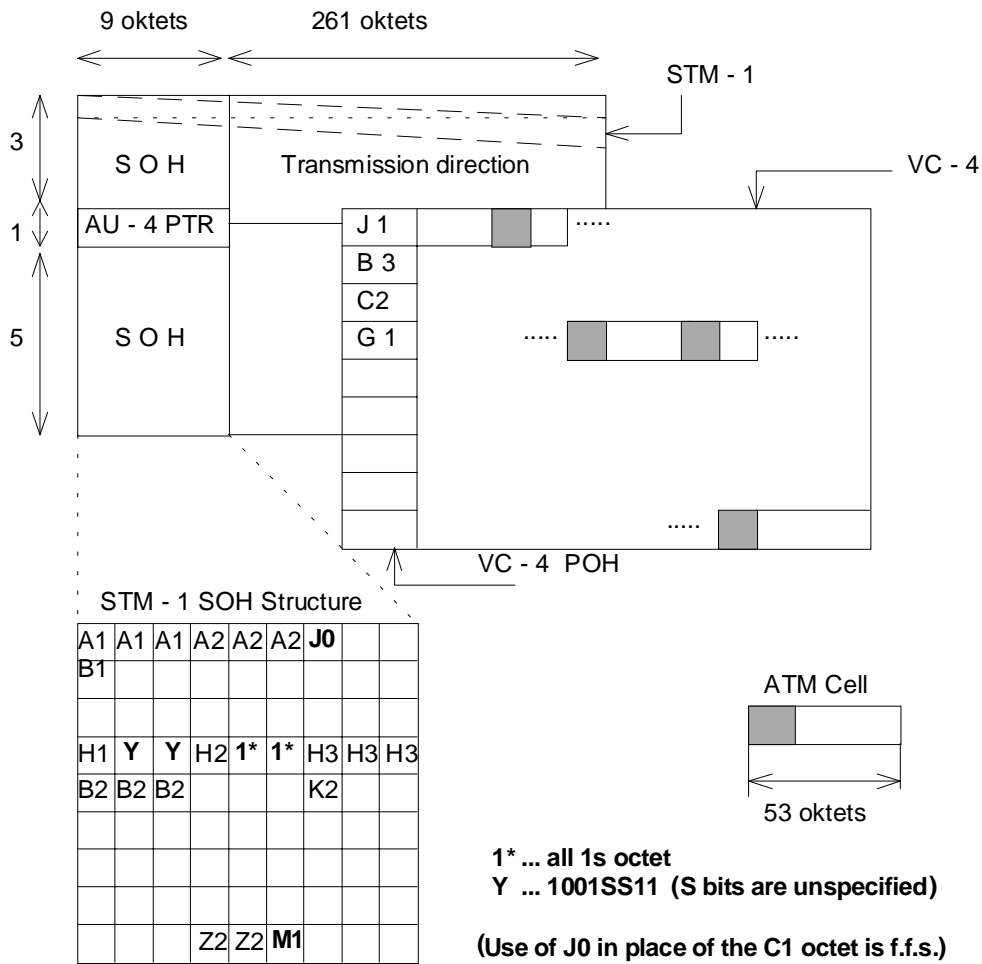 9 oktets 261 oktets
STM - 1
3
S O H Transmission direction
VC - 4
1 AU - 4 PTR J 1 .....
B 3
C2
5 S O H G 1 ..... .....
.....
VC - 4 POH
STM - 1 SOH Structure
A1 A1 A1 A2 A2 A2 J0
B1
ATM Cell
H1 Y Y H2 1* 1* H3 H3 H3
B2 B2 B2 K2
53 oktets
1* ... all 1s octet
Y ... 1001SS11 (S bits are unspecified)
Z2 Z2 M1
(Use of J0 in place of the C1 octet is f.f.s.)